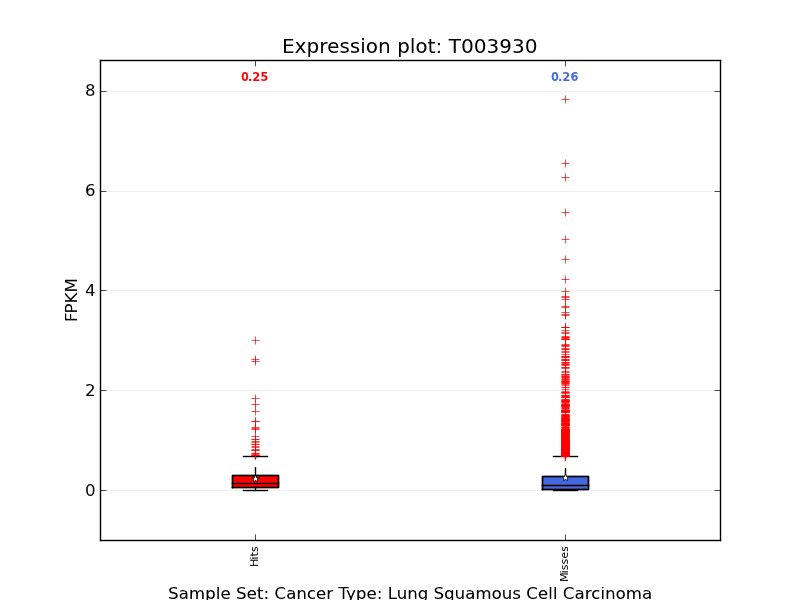 Expression plot: T003930
0.25
0.26
8
6
4
2
0
FPKM
Hits
Misses
Sample Set: Cancer Type: Lung Squamous Cell Carcinoma